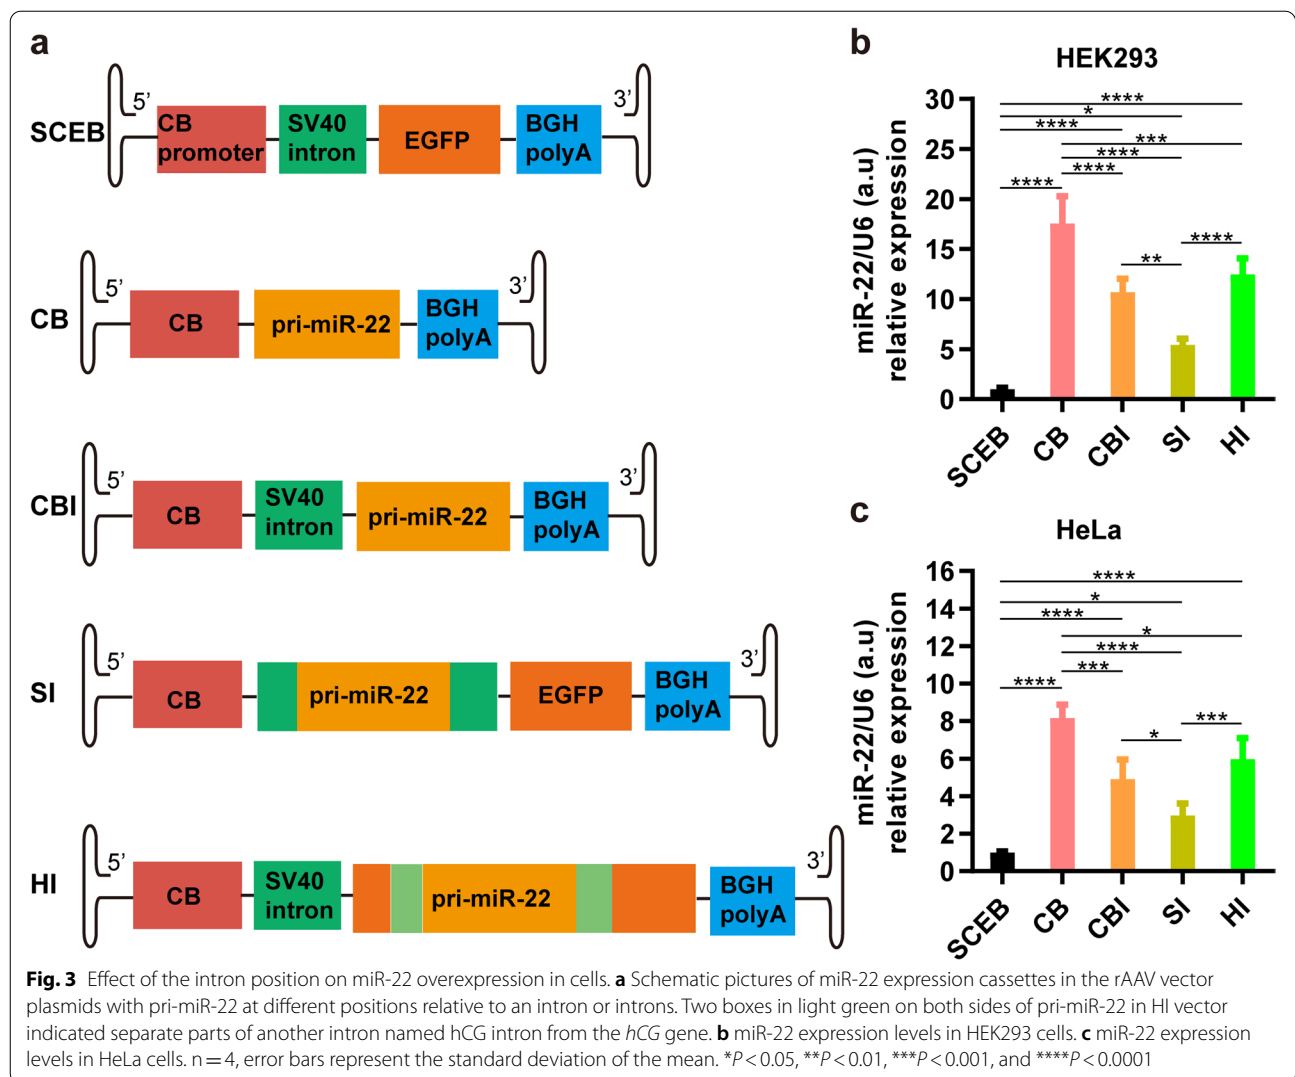 a
SCEB
5’
CB
promoter
SV40
intron
EGFP
BGH
polyA
3’
CB
5’
CB
pri-miR-22
BGH
polyA
3’
CBI
5’
CB
SV40
intron
pri-miR-22
BGH
polyA
3’
SI
5’
CB
pri-miR-22
EGFP
BGH
polyA
3’
HI
5’
CB
SV40
intron
pri-miR-22
BGH
polyA
3’
b
HEK293
miR-22/U6 (a.u)
relative expression
30
25
20
15
10
5
0
****
*
****
***
****
****
****
****
**
SCEB
CB
CBI
SI
HI
c
HeLa
miR-22/U6 (a.u)
relative expression
16
14
12
10
8
6
4
2
0
****
*
****
*
****
***
****
***
*
SCEB
CB
CBI
SI
HI
Fig. 3 Effect of the intron position on miR-22 overexpression in cells. a Schematic pictures of miR-22 expression cassettes in the rAAV vector
plasmids with pri-miR-22 at different positions relative to an intron or introns. Two boxes in light green on both sides of pri-miR-22 in HI vector
indicated separate parts of another intron named hCG intron from the hCG gene. b miR-22 expression levels in HEK293 cells. c miR-22 expression
levels in HeLa cells. n = 4, error bars represent the standard deviation of the mean. *P < 0.05, **P < 0.01, ***P < 0.001, and ****P < 0.0001